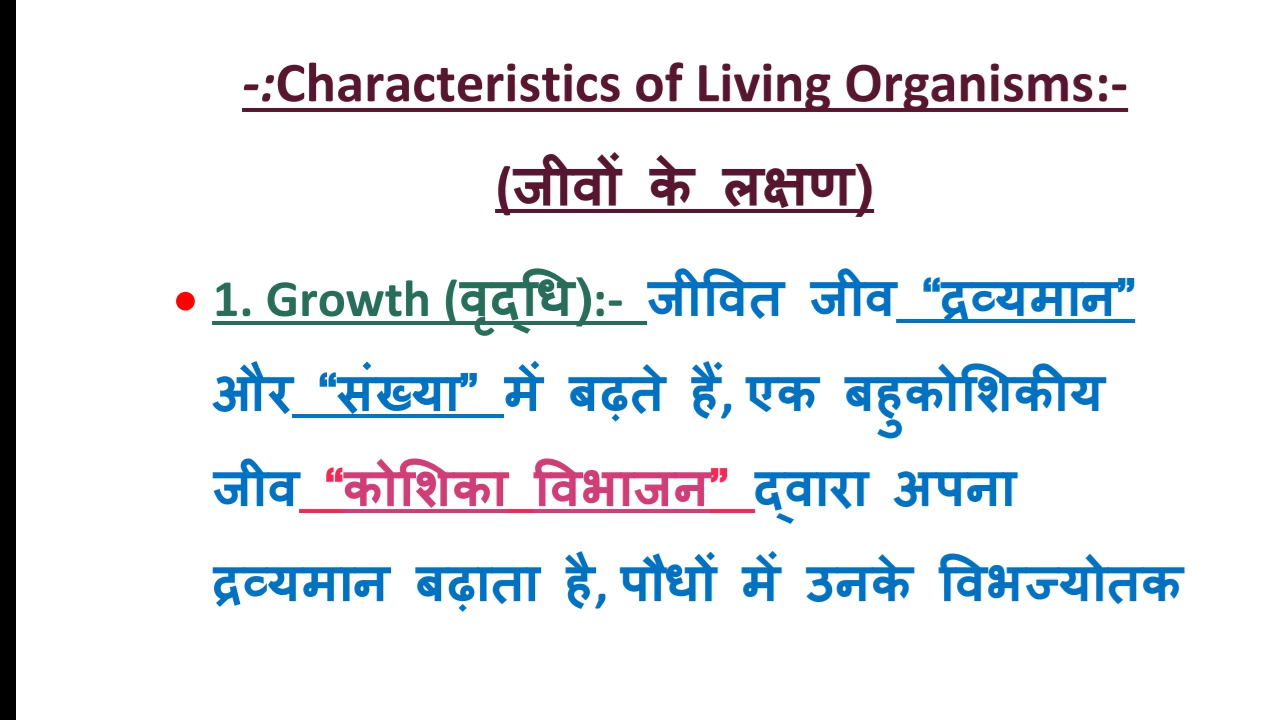 -:Characteristics of Living Organisms:-
(जीवों के लक्षण)
• 1. Growth (वृद्धि):- जीवित जीव “द्रव्यमान”
और “संख्या” में बढ़ते हैं, एक बहुकोशिकीय
जीव “कोशिका विभाजन” द्वारा अपना
द्रव्यमान बढ़ाता है, पौधों में उनके विभज्योतक